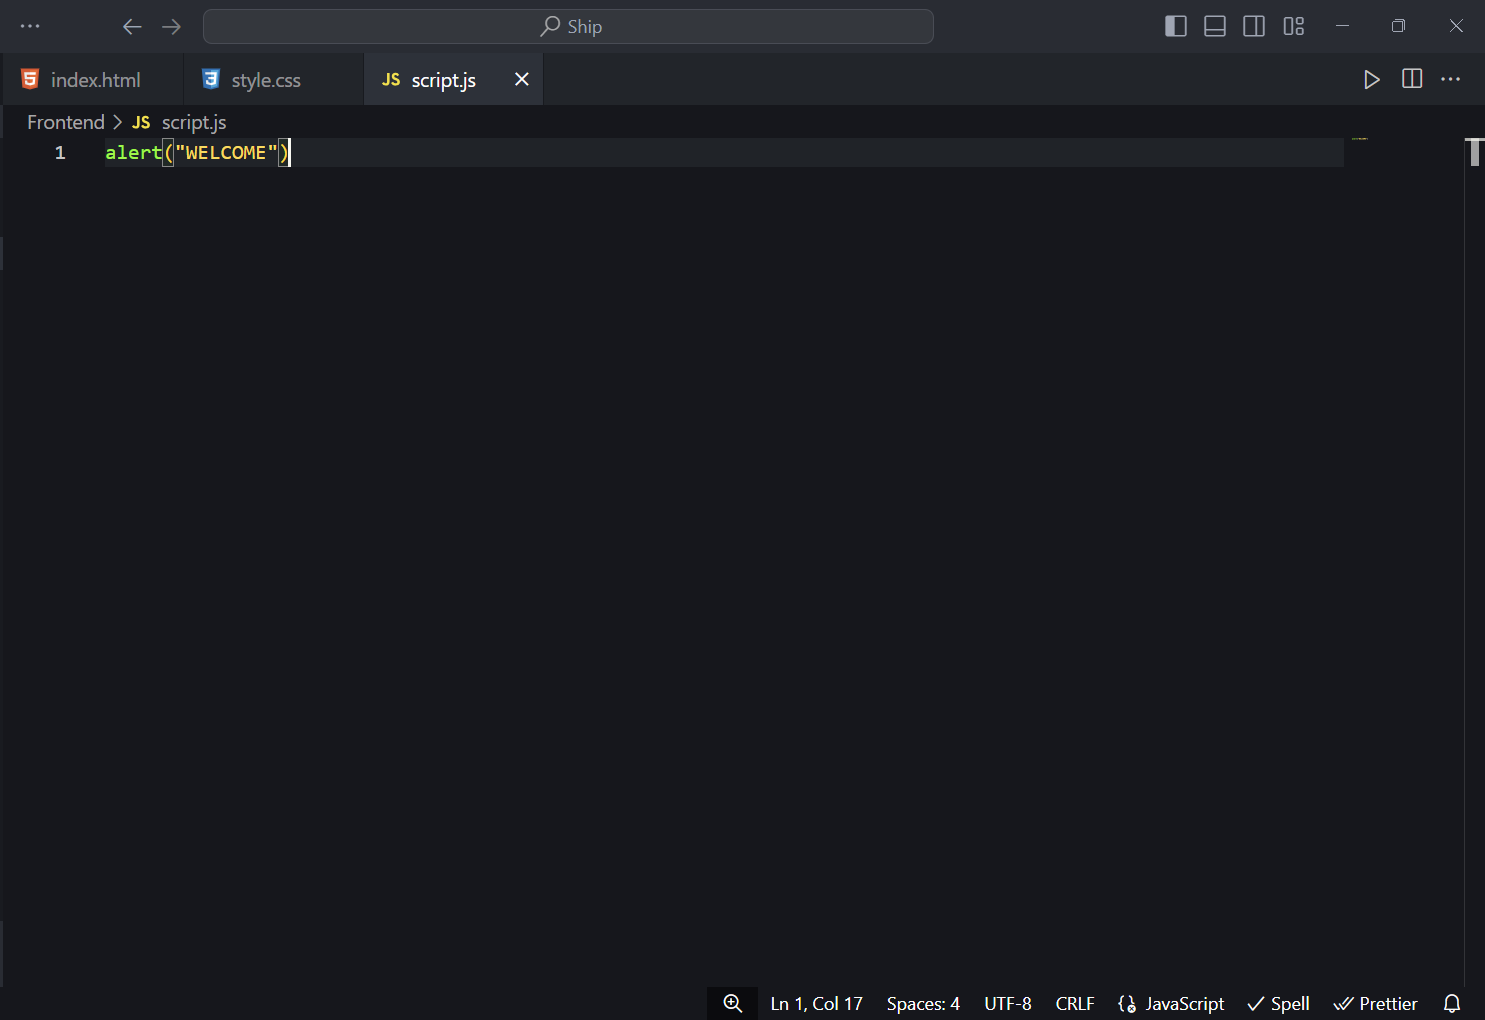 Ship
index.html
style.css
JS script.js
Frontend > JS script.js
1 alert("WELCOME")
Ln 1, Col 17 Spaces: 4 UTF-8 CRLF JavaScript Spell Prettier